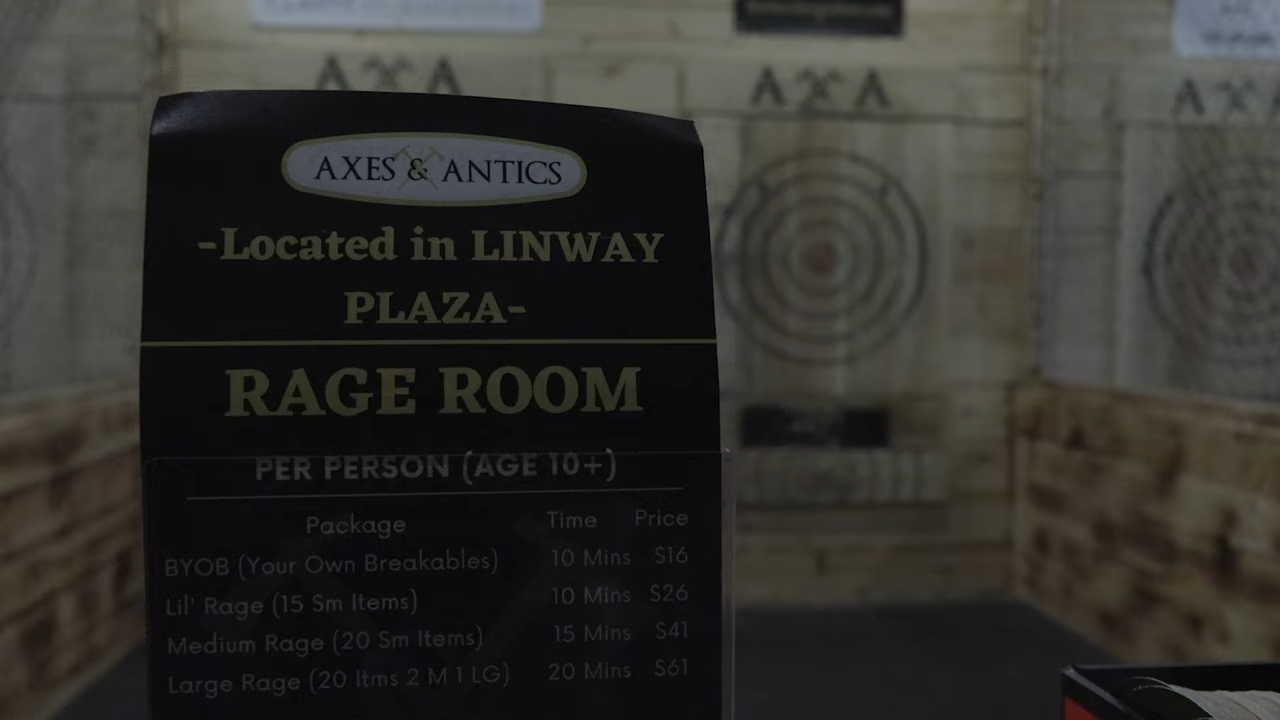 AXA
AXA
AXA
AXES & ANTICS
-Located in LINWAY
PLAZA-
RAGE ROOM
PER PERSON (AGE 10+)
Package Time Price
BYOB (Your Own Breakables) 10 Mins $16
Lil' Rage (15 Sm Items) 10 Mins $26
Medium Rage (20 Sm Items) 15 Mins $41
Large Rage (20 Itms 2 M 1 LG) 20 Mins $61